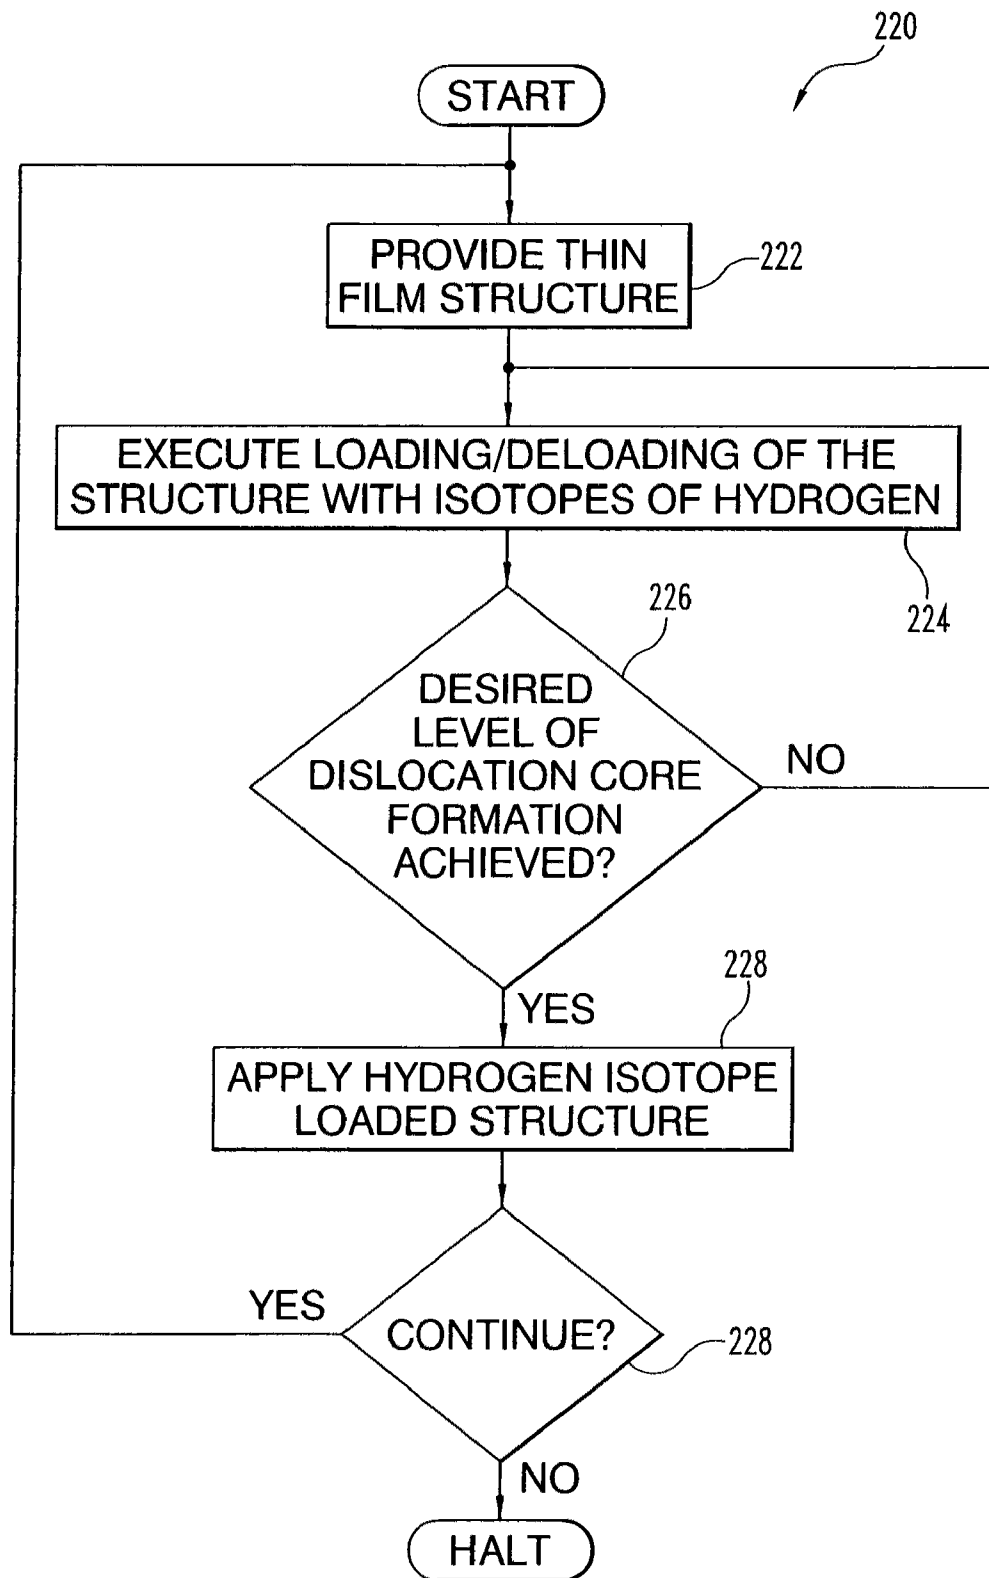 220
START
PROVIDE THIN
FILM STRUCTURE
222
EXECUTE LOADING/DELOADING OF THE
STRUCTURE WITH ISOTOPES OF HYDROGEN
224
226
DESIRED
LEVEL OF
DISLOCATION CORE
FORMATION
ACHIEVED?
NO
YES
228
APPLY HYDROGEN ISOTOPE
LOADED STRUCTURE
YES
CONTINUE?
228
NO
HALT